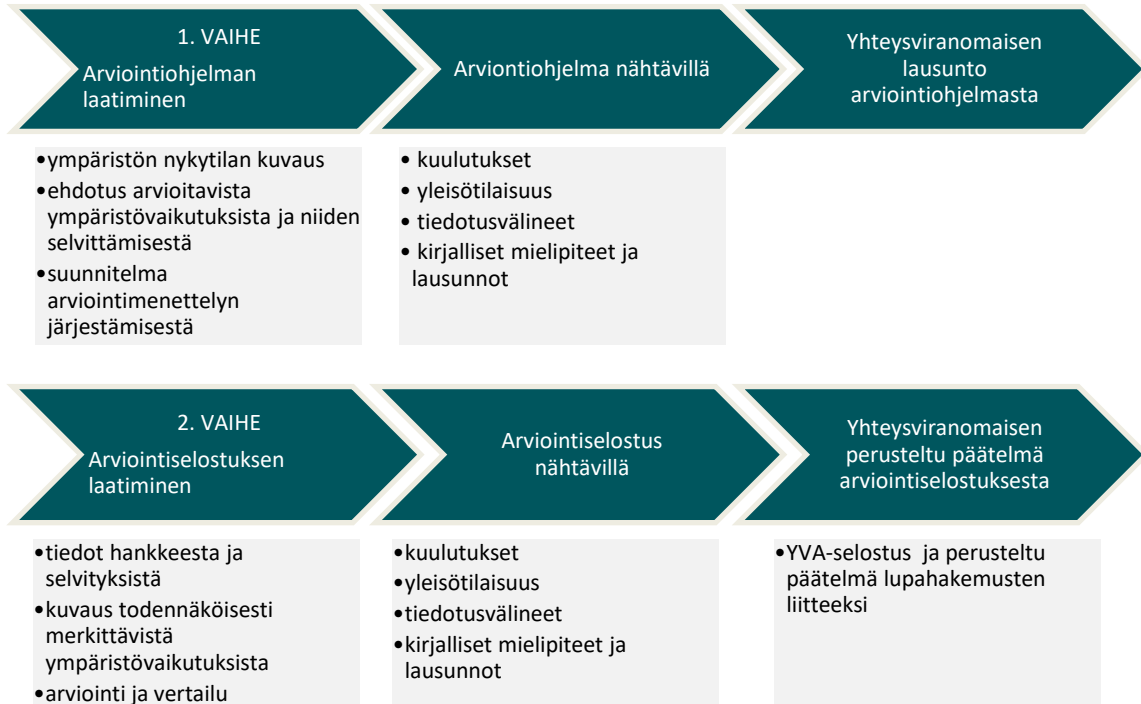 1. VAIHE
Arviointiohjelman
laatiminen
Arviontiohjelma nähtävillä
Yhteysviranomaisen
lausunto
arviointiohjelmasta
•ympäristön nykytilan kuvaus
•ehdotus arvioitavista
ympäristövaikutuksista ja niiden
selvittämisestä
•suunnitelma
arviointimenettelyn
järjestämisestä
• kuulutukset
• yleisötilaisuus
• tiedotusvälineet
• kirjalliset mielipiteet ja
lausunnot
2. VAIHE
Arviointiselostuksen
laatiminen
Arviointiselostus
nähtävillä
Yhteysviranomaisen
perusteltu päätelmä
arviointiselostuksesta
•tiedot hankkeesta ja
selvityksistä
•kuvaus todennäköisesti
merkittävistä
ympäristövaikutuksista
•arviointi ja vertailu
•kuulutukset
•yleisötilaisuus
•tiedotusvälineet
•kirjalliset mielipiteet ja
lausunnot
•YVA-selostus ja perusteltu
päätelmä lupahakemusten
liitteeksi